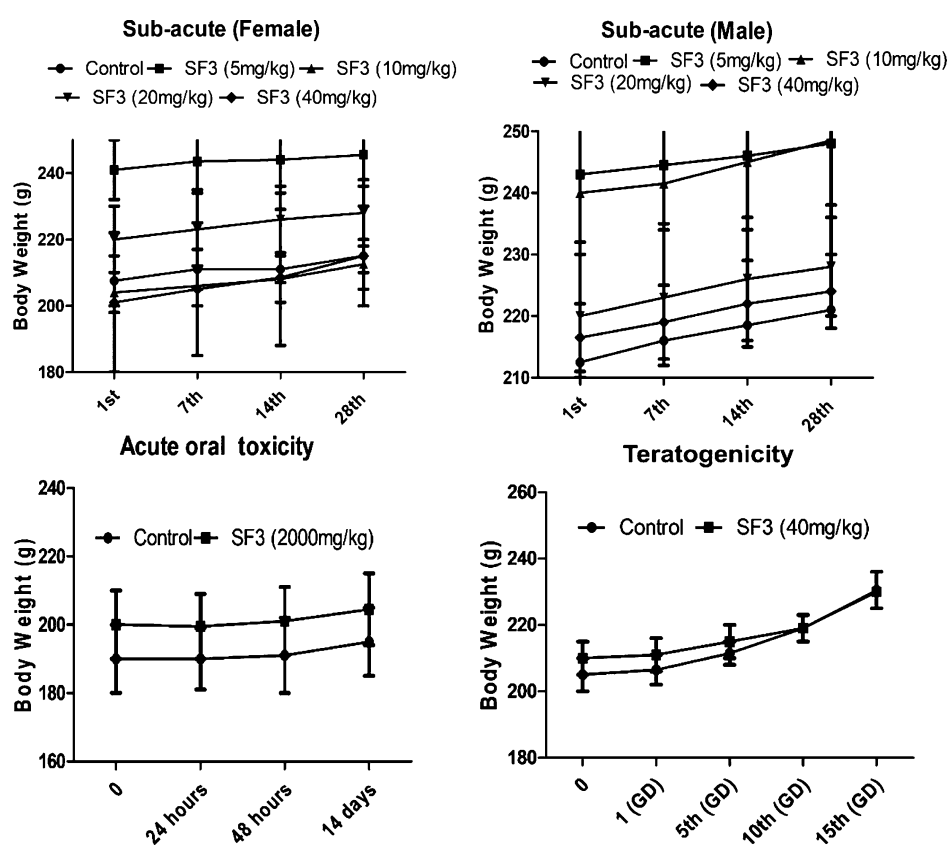 Sub-acute (Female)
Control SF3 (5mg/kg) SF3 (10mg/kg)
SF3 (20mg/kg) SF3 (40mg/kg)
Body Weight (g)
240
220
200
180
1st 7th 14th 28th
Sub-acute (Male)
Control SF3 (5mg/kg) SF3 (10mg/kg)
SF3 (20mg/kg) SF3 (40mg/kg)
Body Weight (g)
250
240
230
220
210
1st 7th 14th 28th
Acute oral toxicity
Control SF3 (2000mg/kg)
Body Weight (g)
240
220
200
180
160
0 24 hours 48 hours 14 days
Teratogenicity
Control SF3 (40mg/kg)
Body Weight (g)
260
240
220
200
180
0 1 (GD) 5th (GD) 10th (GD) 15th (GD)